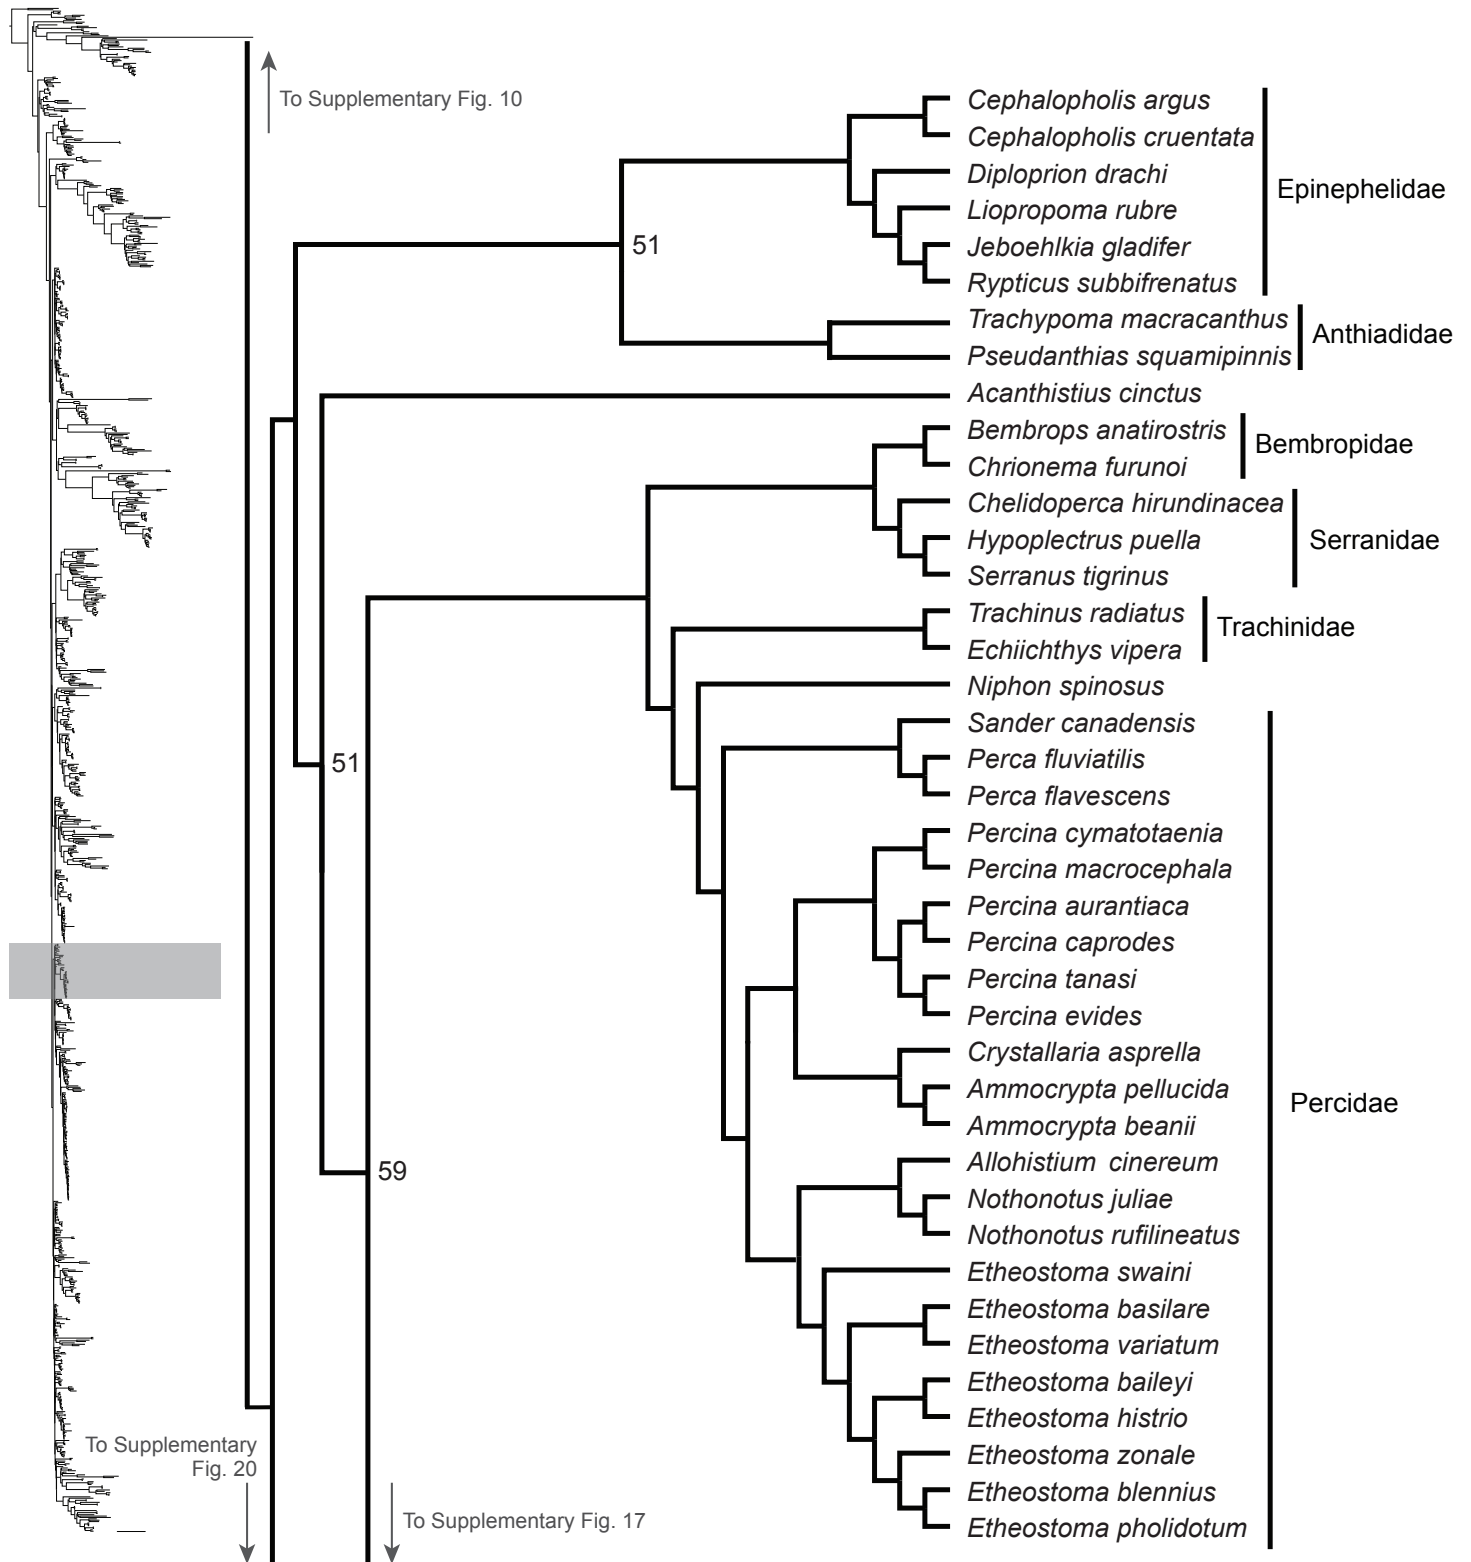 To Supplementary Fig. 10
Cephalopholis argus
Cephalopholis cruentata
Diploprion drachi
Liopropoma rubre
Jeboehlkia gladifer
Rypticus subbifrenatus
Epinephelidae
51
Trachypoma macracanthus
Pseudanthias squamipinnis
Anthiadidae
Acanthistius cinctus
Bembrops anatirostris
Chrionema furunoi
Bembropidae
Chelidoperca hirundinacea
Hypoplectrus puella
Serranus tigrinus
Serranidae
Trachinus radiatus
Echiichthys vipera
Trachinidae
Niphon spinosus
Sander canadensis
Perca fluviatilis
Perca flavescens
51
Percina cymatotaenia
Percina macrocephala
Percina aurantiaca
Percina caprodes
Percina tanasi
Percina evides
Crystallaria asprella
Ammocrypta pellucida
Ammocrypta beanii
Percidae
Allohistium cinereum
59
Nothonotus juliae
Nothonotus rufilineatus
Etheostoma swaini
Etheostoma basilare
Etheostoma variatum
Etheostoma baileyi
Etheostoma histrio
Etheostoma zonale
Etheostoma blennius
Etheostoma pholidotum
To Supplementary
Fig. 20
To Supplementary Fig. 17